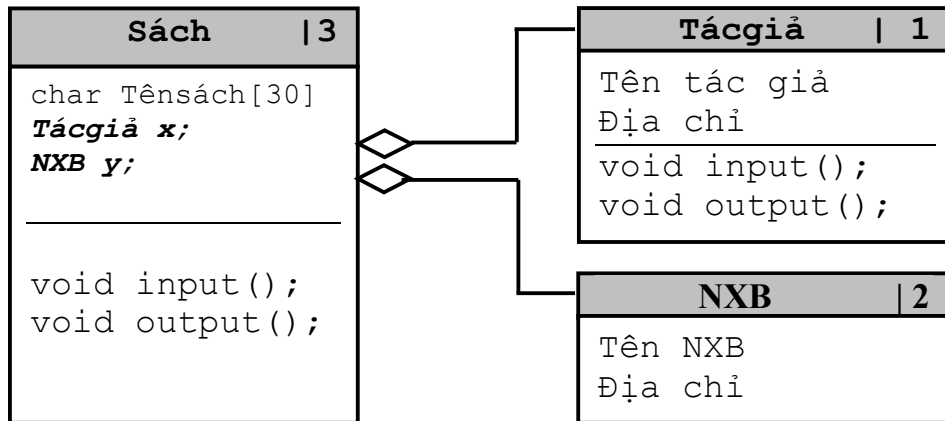 Sách |3
char Tênsách[30]
Tácgiả x;
NXB y;
void input();
void output();
Tácgiả | 1
Tên tác giả
Địa chỉ
void input();
void output();
NXB |2
Tên NXB
Địa chỉ